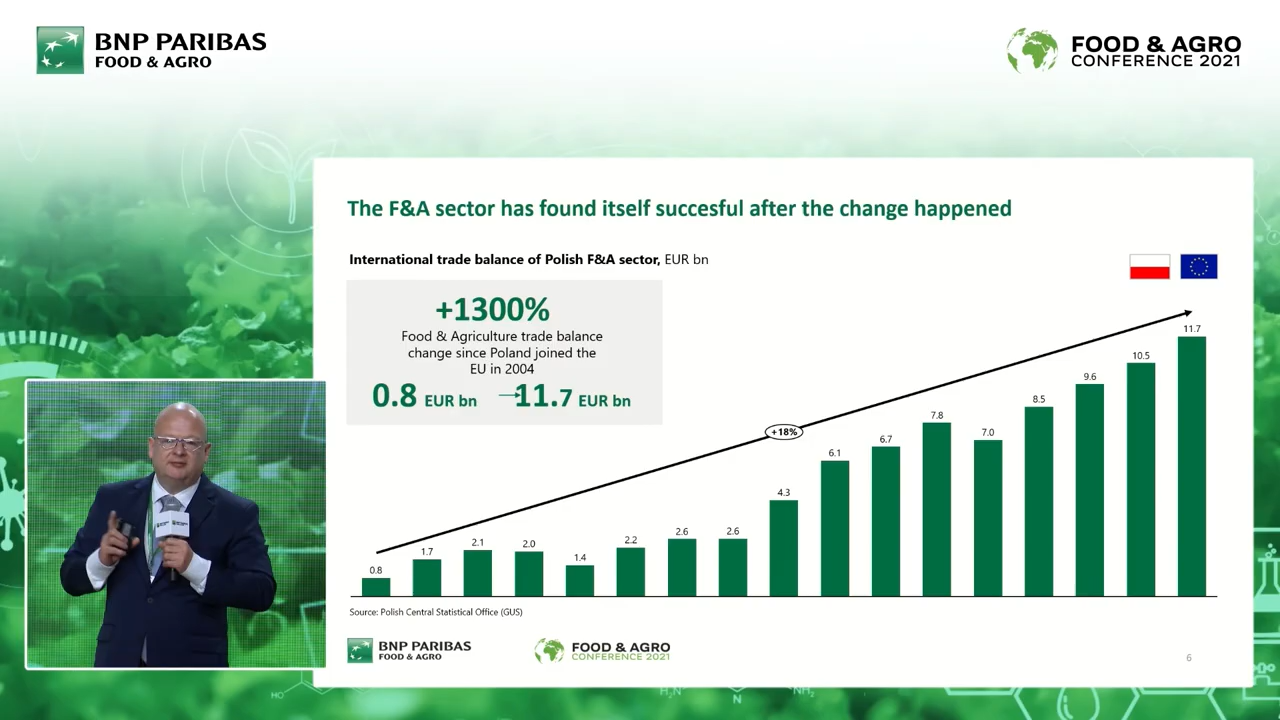 BNP PARIBAS
FOOD & AGRO
FOOD & AGRO
CONFERENCE 2021
The F&A sector has found itself succesful after the change happened
International trade balance of Polish F&A sector, EUR bn
+1300%
Food & Agriculture trade balance
change since Poland joined the
EU in 2004
0.8 EUR bn →11.7 EUR bn
+18%
0.8
1.7
2.1
2.0
1.4
2.2
2.6
2.6
4.3
6.1
6.7
7.8
7.0
8.5
9.6
10.5
11.7
Source: Polish Central Statistical Office (GUS)
BNP PARIBAS
FOOD & AGRO
FOOD & AGRO
CONFERENCE 2021
6
HO
H₂N
N
NH₂